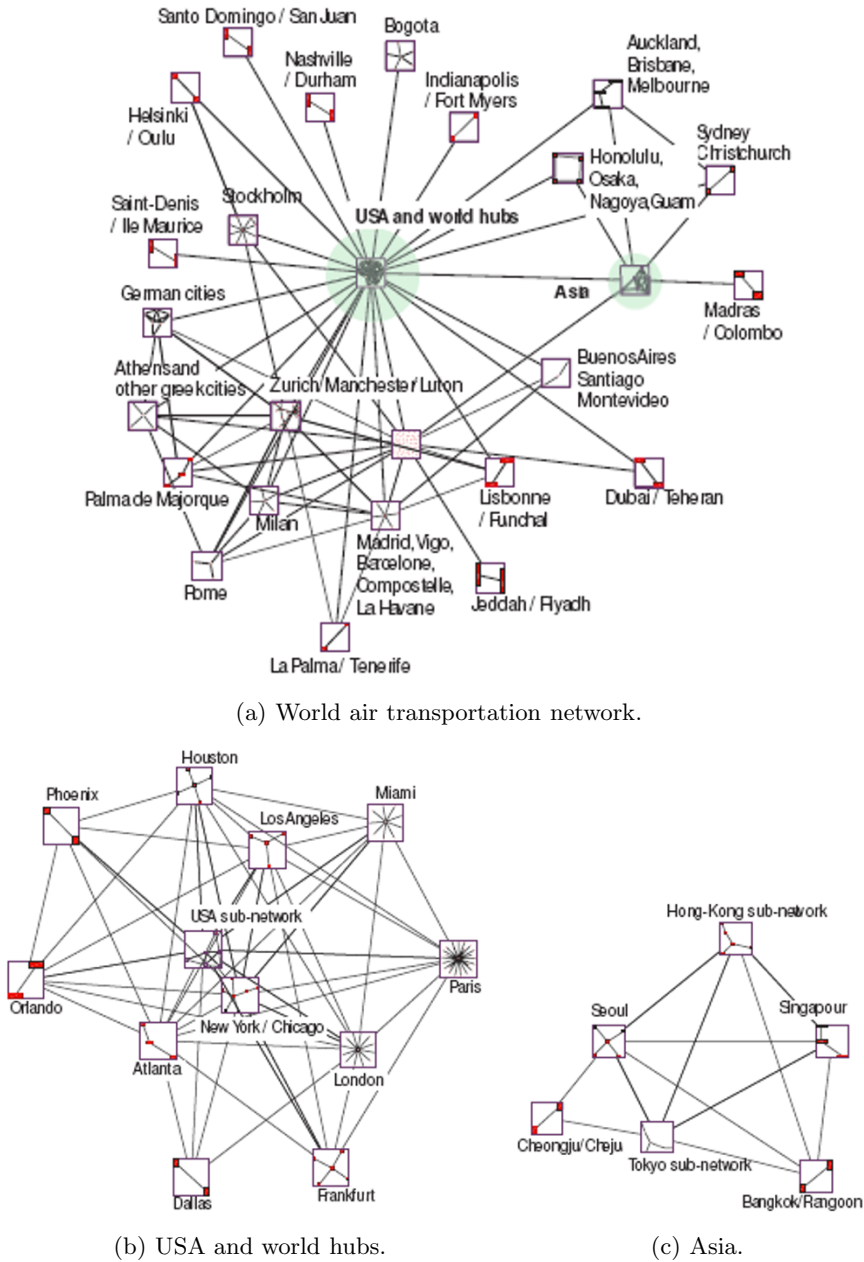 Santo Domingo / San Juan
Bogota
Nashville
/ Durham
Indianapolis
/ Fort Myers
Auckland,
Brisbane,
Melbourne
Helsinki
/ Oulu
Sydney
Christchurch
Honolulu,
Osaka,
Nagoya,Guam
Stockholm
Saint-Denis
/ Ile Maurice
USA and world hubs
Asia
Madras
/ Colombo
German cities
Athens and
other greek cities
Zurich/Manchester/Luton
Buenos Aires
Santiago
Montevideo
Palma de Majorque
Milan
Lisbonne
/ Funchal
Dubai / Teheran
Rome
Madrid, Vigo,
Barcelone,
Compostelle,
La Havane
Jeddah / Riyadh
La Palma / Tenerife
(a) World air transportation network.
Houston
Phoenix
Miami
Los Angeles
USA sub-network
Paris
Orlando
New York / Chicago
Atlanta
London
Dallas
Frankfurt
(b) USA and world hubs.
Hong-Kong sub-network
Seoul
Singapour
Cheongju/Cheju
Tokyo sub-network
Bangkok/Rangoon
(c) Asia.